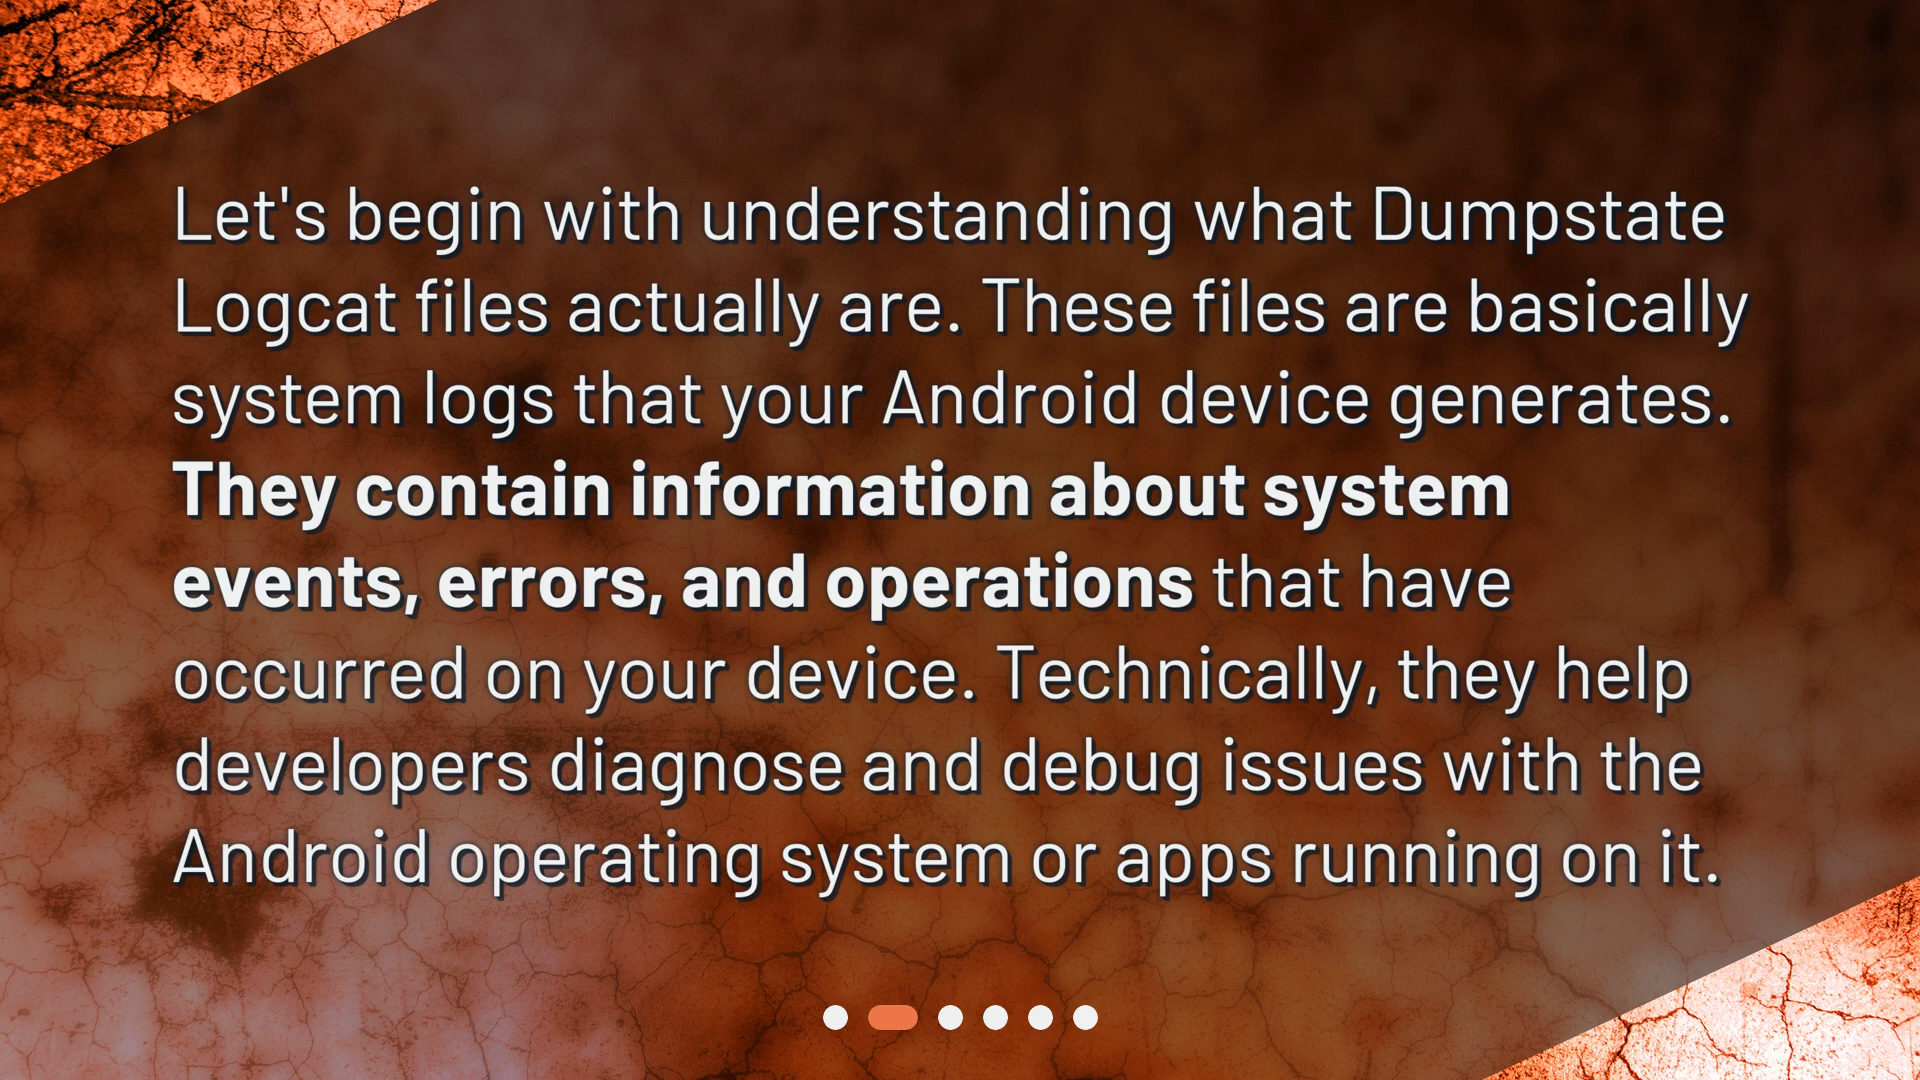 Let's begin with understanding what Dumpstate
Logcat files actually are. These files are basically
system logs that your Android device generates.
They contain information about system
events, errors, and operations that have
occurred on your device. Technically, they help
developers diagnose and debug issues with the
Android operating system or apps running on it.